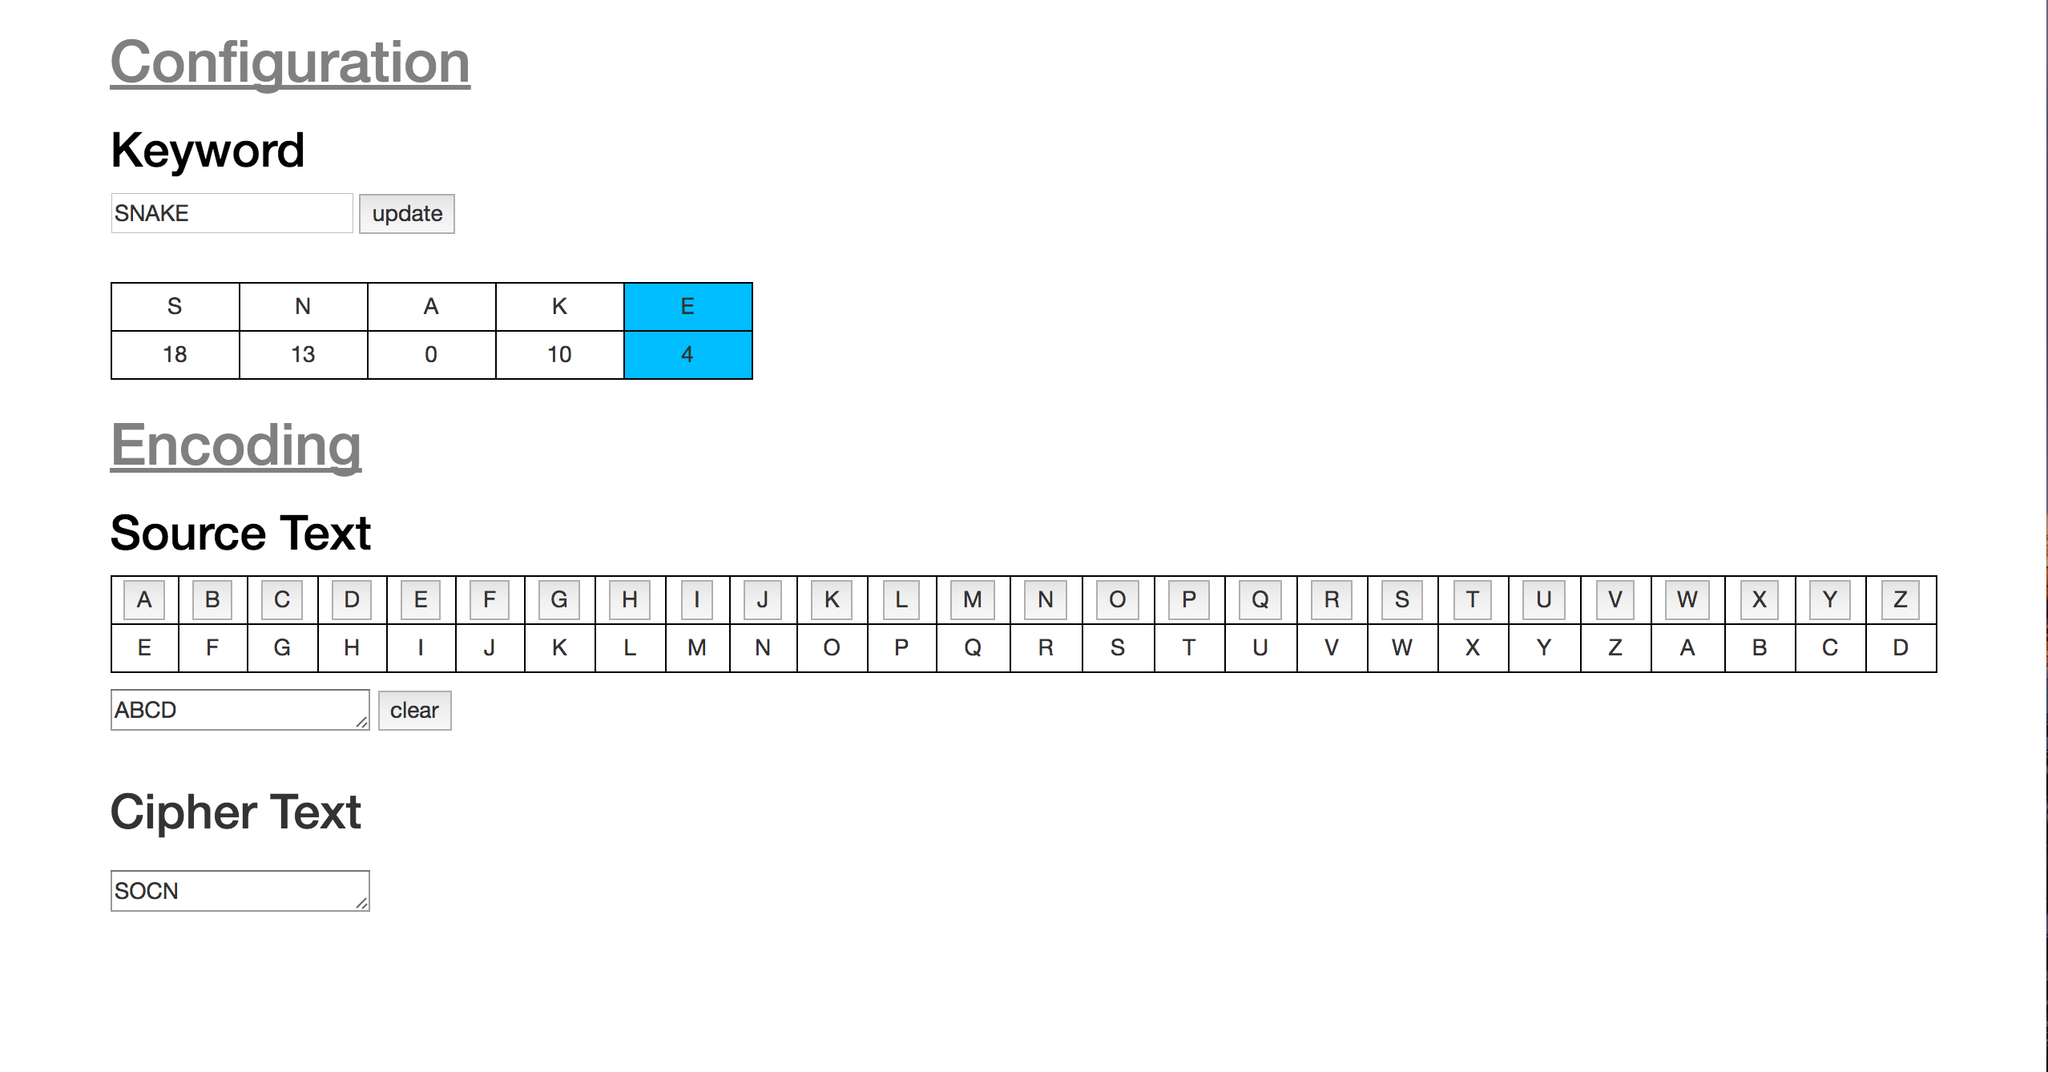 Configuration
Keyword
SNAKE update
S N A K E
18 13 0 10 4
Encoding
Source Text
A B C D E F G H I J K L M N O P Q R S T U V W X Y Z
E F G H I J K L M N O P Q R S T U V W X Y Z A B C D
ABCD clear
Cipher Text
SOCN